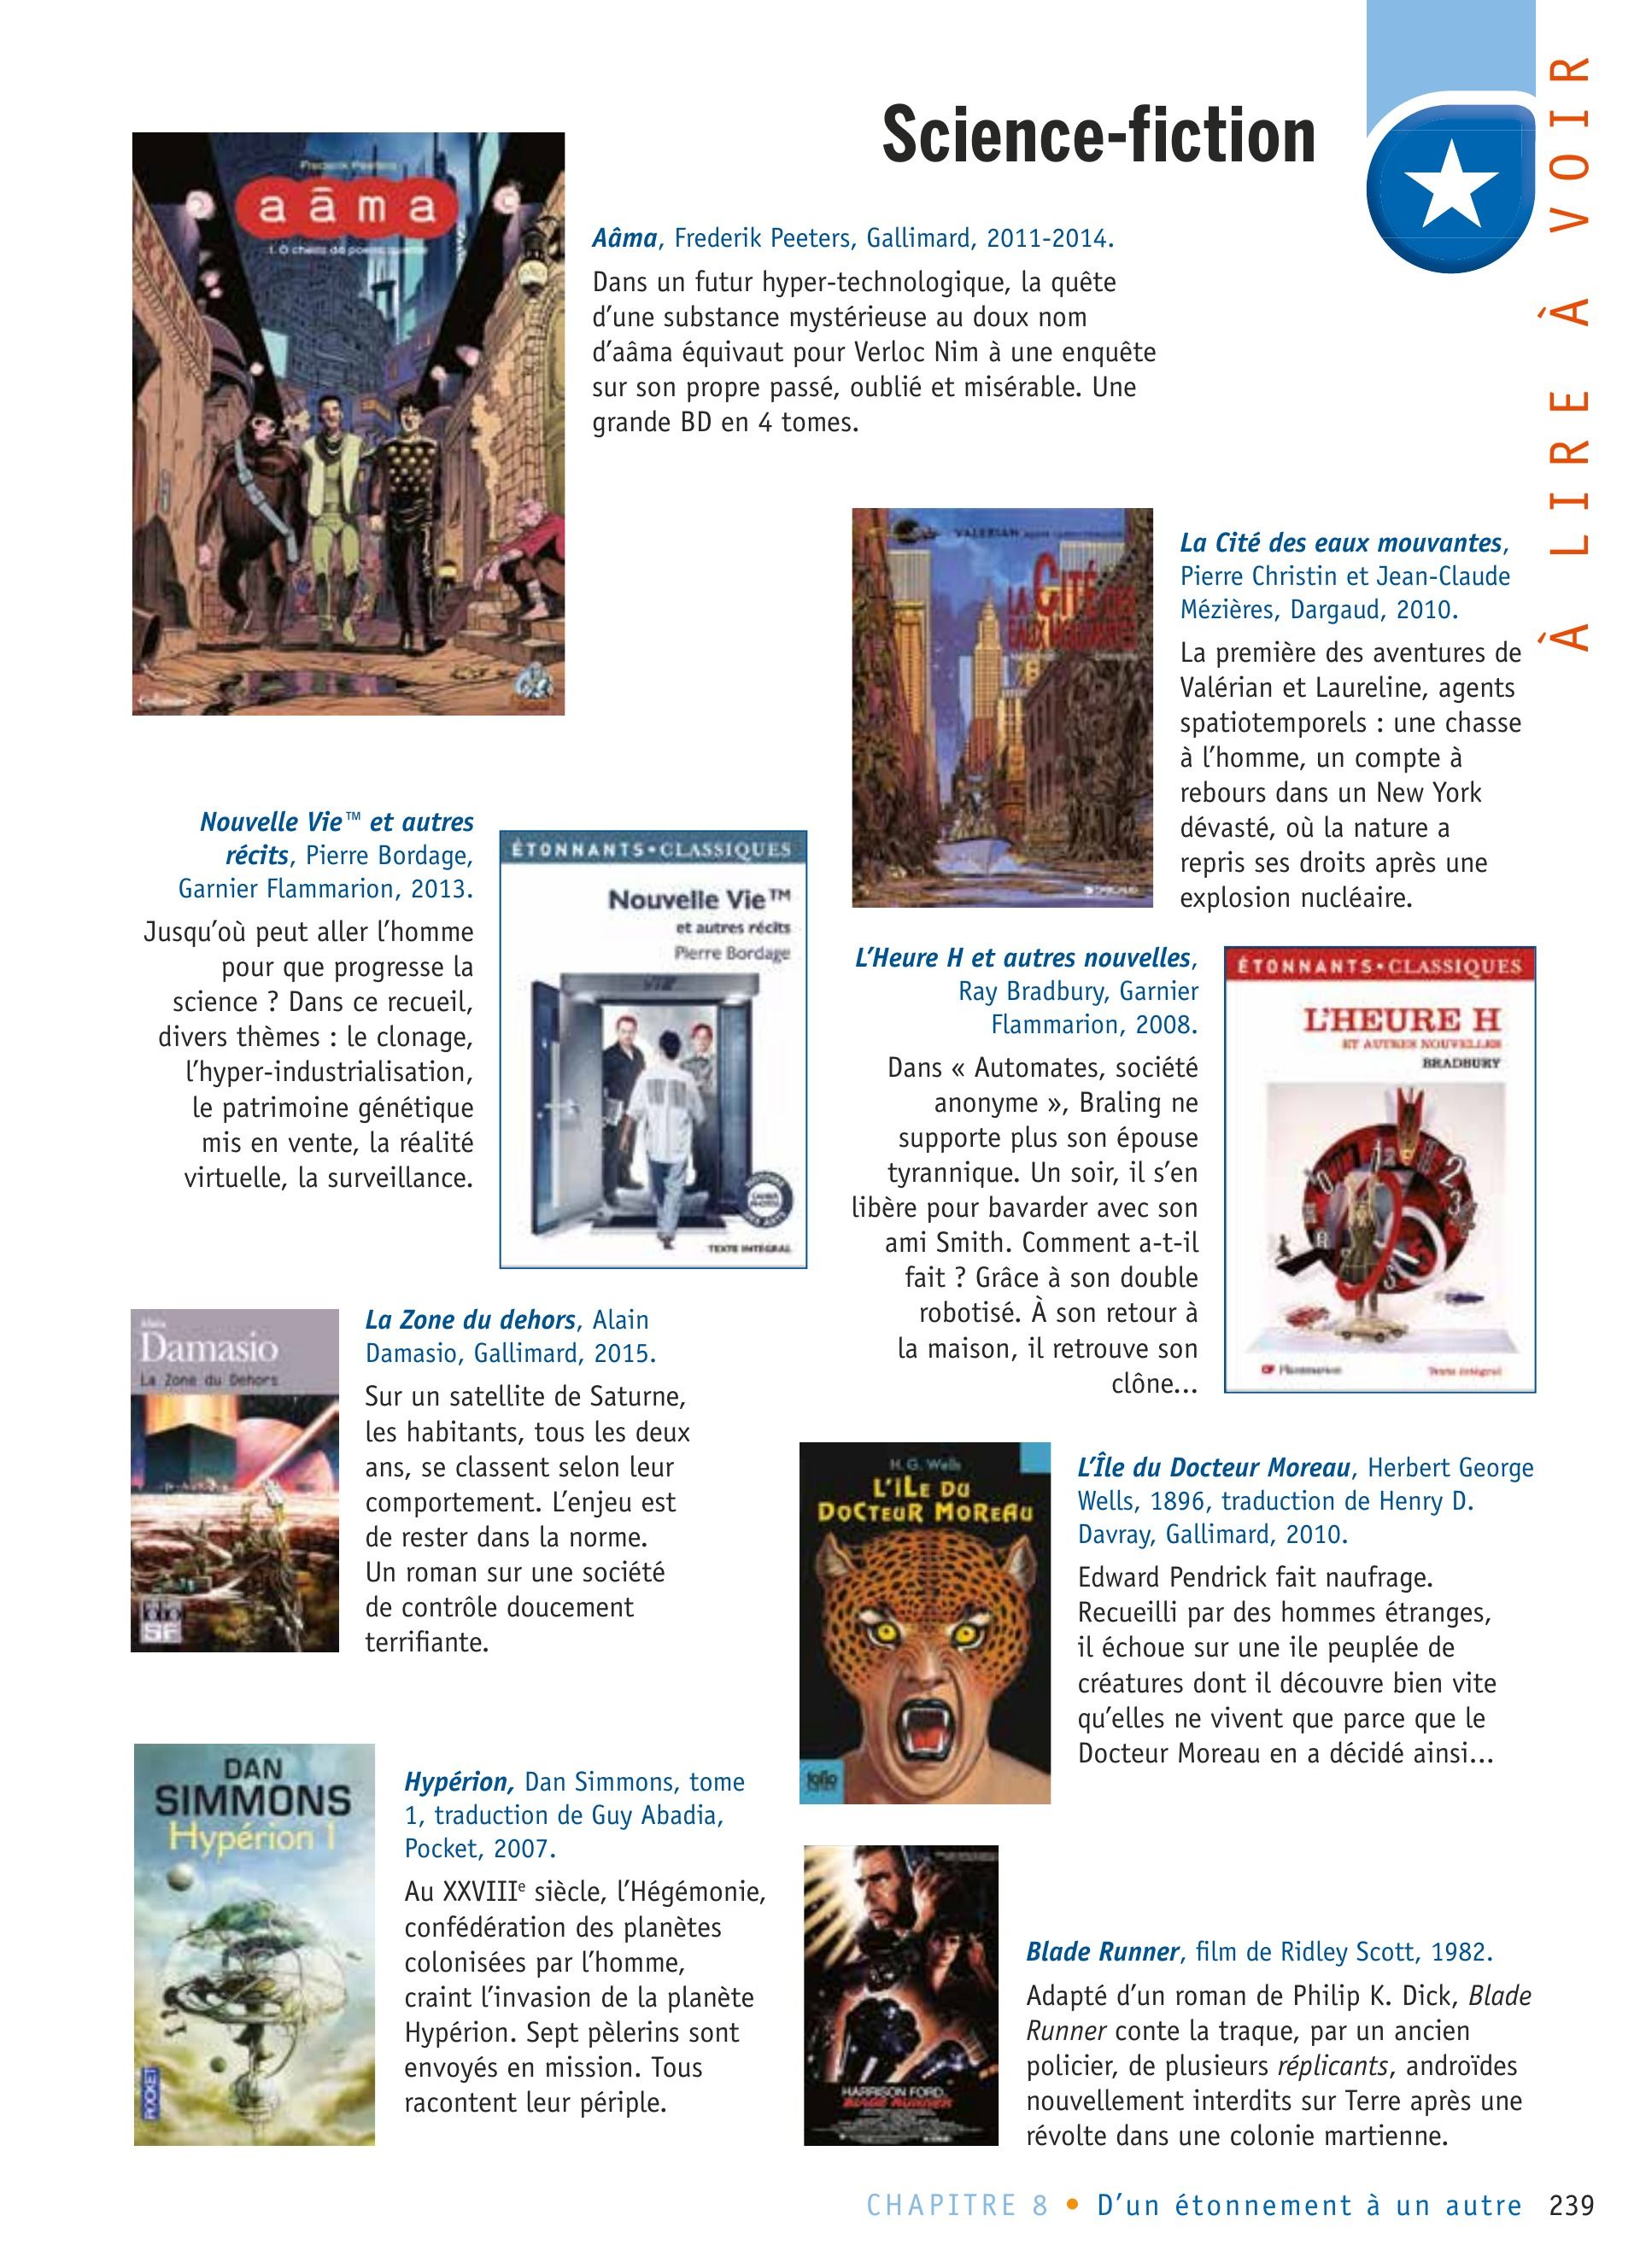 Science-fiction
À LIRE À VOIR
Frederik Peeters
aâma
Aâma, Frederik Peeters, Gallimard, 2011-2014.
Dans un futur hyper-technologique, la quête
d’une substance mystérieuse au doux nom
d’aâma équivaut pour Verloc Nim à une enquête
sur son propre passé, oublié et misérable. Une
grande BD en 4 tomes.
VALERIAN
LA CITÉ DES
EAUX MOUVANTES
La Cité des eaux mouvantes,
Pierre Christin et Jean-Claude
Mézières, Dargaud, 2010.
La première des aventures de
Valérian et Laureline, agents
spatiotemporels : une chasse
à l’homme, un compte à
rebours dans un New York
dévasté, où la nature a
repris ses droits après une
explosion nucléaire.
Nouvelle Vie™ et autres
récits, Pierre Bordage,
Garnier Flammarion, 2013.
Jusqu’où peut aller l’homme
pour que progresse la
science ? Dans ce recueil,
divers thèmes : le clonage,
l’hyper-industrialisation,
le patrimoine génétique
mis en vente, la réalité
virtuelle, la surveillance.
ÉTONNANTS•CLASSIQUES
Nouvelle Vie™
et autres récits
Pierre Bordage
TEXTE INTÉGRAL
L’Heure H et autres nouvelles,
Ray Bradbury, Garnier
Flammarion, 2008.
Dans « Automates, société
anonyme », Braling ne
supporte plus son épouse
tyrannique. Un soir, il s’en
libère pour bavarder avec son
ami Smith. Comment a-t-il
fait ? Grâce à son double
robotisé. À son retour à
la maison, il retrouve son
clône…
ÉTONNANTS•CLASSIQUES
L’HEURE H
ET AUTRES NOUVELLES
BRADBURY
Flammarion
Texte intégral
Alain
Damasio
La Zone du Dehors
SF
La Zone du dehors, Alain
Damasio, Gallimard, 2015.
Sur un satellite de Saturne,
les habitants, tous les deux
ans, se classent selon leur
comportement. L’enjeu est
de rester dans la norme.
Un roman sur une société
de contrôle doucement
terrifiante.
H. G. Wells
L’ILE DU
DOCTEUR MOREAU
folio
L’Île du Docteur Moreau, Herbert George
Wells, 1896, traduction de Henry D.
Davray, Gallimard, 2010.
Edward Pendrick fait naufrage.
Recueilli par des hommes étranges,
il échoue sur une ile peuplée de
créatures dont il découvre bien vite
qu’elles ne vivent que parce que le
Docteur Moreau en a décidé ainsi…
DAN
SIMMONS
Hypérion 1
POCKET
Hypérion, Dan Simmons, tome
1, traduction de Guy Abadia,
Pocket, 2007.
Au XXVIIIe siècle, l’Hégémonie,
confédération des planètes
colonisées par l’homme,
craint l’invasion de la planète
Hypérion. Sept pèlerins sont
envoyés en mission. Tous
racontent leur périple.
HARRISON FORD
BLADE RUNNER
Blade Runner, film de Ridley Scott, 1982.
Adapté d’un roman de Philip K. Dick, Blade
Runner conte la traque, par un ancien
policier, de plusieurs réplicants, androïdes
nouvellement interdits sur Terre après une
révolte dans une colonie martienne.
CHAPITRE 8 • D’un étonnement à un autre 239